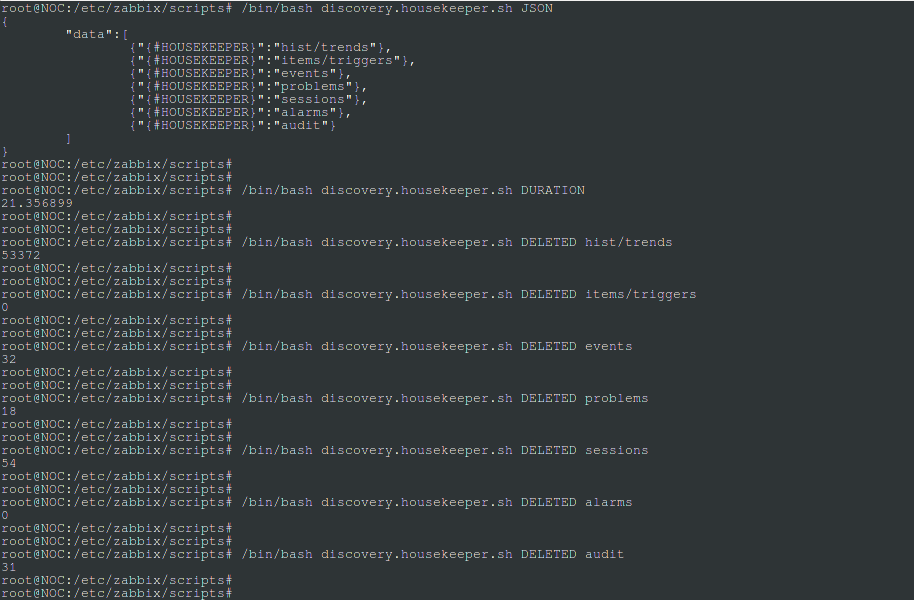 root@NOC:/etc/zabbix/scripts# /bin/bash discovery.housekeeper.sh JSON
{
        "data":[
                {"{#HOUSEKEEPER}":"hist/trends"},
                {"{#HOUSEKEEPER}":"items/triggers"},
                {"{#HOUSEKEEPER}":"events"},
                {"{#HOUSEKEEPER}":"problems"},
                {"{#HOUSEKEEPER}":"sessions"},
                {"{#HOUSEKEEPER}":"alarms"},
                {"{#HOUSEKEEPER}":"audit"}
        ]
}
root@NOC:/etc/zabbix/scripts#
root@NOC:/etc/zabbix/scripts#
root@NOC:/etc/zabbix/scripts# /bin/bash discovery.housekeeper.sh DURATION
21.356899
root@NOC:/etc/zabbix/scripts#
root@NOC:/etc/zabbix/scripts#
root@NOC:/etc/zabbix/scripts# /bin/bash discovery.housekeeper.sh DELETED hist/trends
53372
root@NOC:/etc/zabbix/scripts#
root@NOC:/etc/zabbix/scripts#
root@NOC:/etc/zabbix/scripts# /bin/bash discovery.housekeeper.sh DELETED items/triggers
0
root@NOC:/etc/zabbix/scripts#
root@NOC:/etc/zabbix/scripts#
root@NOC:/etc/zabbix/scripts# /bin/bash discovery.housekeeper.sh DELETED events
32
root@NOC:/etc/zabbix/scripts#
root@NOC:/etc/zabbix/scripts#
root@NOC:/etc/zabbix/scripts# /bin/bash discovery.housekeeper.sh DELETED problems
18
root@NOC:/etc/zabbix/scripts#
root@NOC:/etc/zabbix/scripts#
root@NOC:/etc/zabbix/scripts# /bin/bash discovery.housekeeper.sh DELETED sessions
54
root@NOC:/etc/zabbix/scripts#
root@NOC:/etc/zabbix/scripts#
root@NOC:/etc/zabbix/scripts# /bin/bash discovery.housekeeper.sh DELETED alarms
0
root@NOC:/etc/zabbix/scripts#
root@NOC:/etc/zabbix/scripts#
root@NOC:/etc/zabbix/scripts# /bin/bash discovery.housekeeper.sh DELETED audit
31
root@NOC:/etc/zabbix/scripts#
root@NOC:/etc/zabbix/scripts#